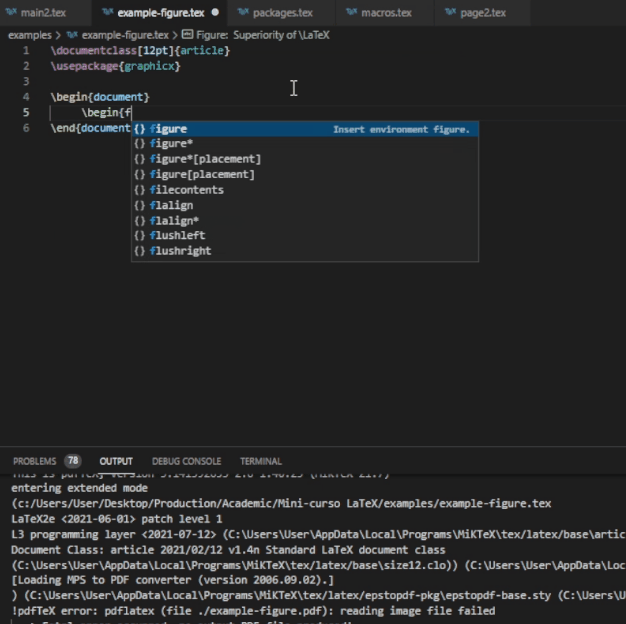 main2.tex example-figure.tex packages.tex macros.tex page2.tex
examples > example-figure.tex > Figure: Superiority of \LaTeX
1 \documentclass[12pt]{article}
2 \usepackage{graphicx}
3
4 \begin{document}
5 \begin{f
6 \end{document
{} figure Insert environment figure.
{} figure*
{} figure*[placement]
{} figure[placement]
{} filecontents
{} flalign
{} flalign*
{} flushleft
{} flushright
PROBLEMS 78 OUTPUT DEBUG CONSOLE TERMINAL
entering extended mode
(c:/Users/User/Desktop/Production/Academic/Mini-curso LaTeX/examples/example-figure.tex
LaTeX2e <2021-06-01> patch level 1
L3 programming layer <2021-07-12> (C:\Users\User\AppData\Local\Programs\MiKTeX\tex/latex/base\artic
Document Class: article 2021/02/12 v1.4n Standard LaTeX document class
(C:\Users\User\AppData\Local\Programs\MiKTeX\tex/latex/base\size12.clo)) (C:\Users\User\AppData\Loc
[Loading MPS to PDF converter (version 2006.09.02).]
) (C:\Users\User\AppData\Local\Programs\MiKTeX\tex/latex/epstopdf-pkg\epstopdf-base.sty (C:\Users\U
!pdfTeX error: pdflatex (file ./example-figure.pdf): reading image file failed